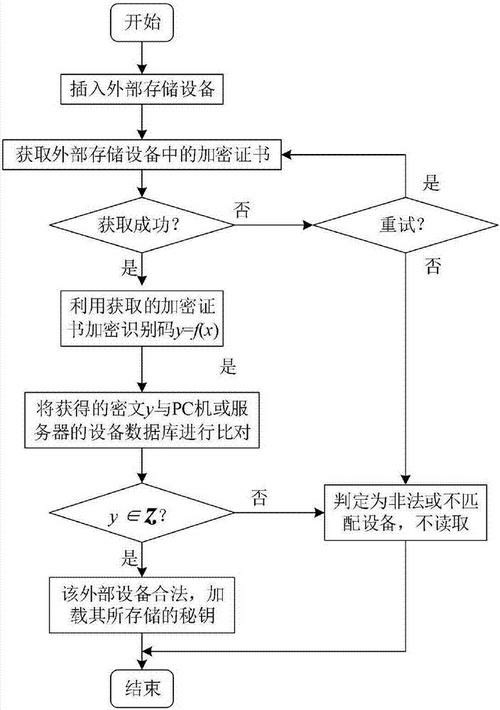 开始
插入外部存储设备
获取外部存储设备中的加密证书
是
获取成功？
否
重试？
是
否
利用获取的加密证
书加密识别码y=f(x)
是
将获得的密文y与PC机或服
务器的设备数据库进行比对
y∈Z？
否
判定为非法或不匹
配设备，不读取
是
该外部设备合法，加
载其所存储的秘钥
结束